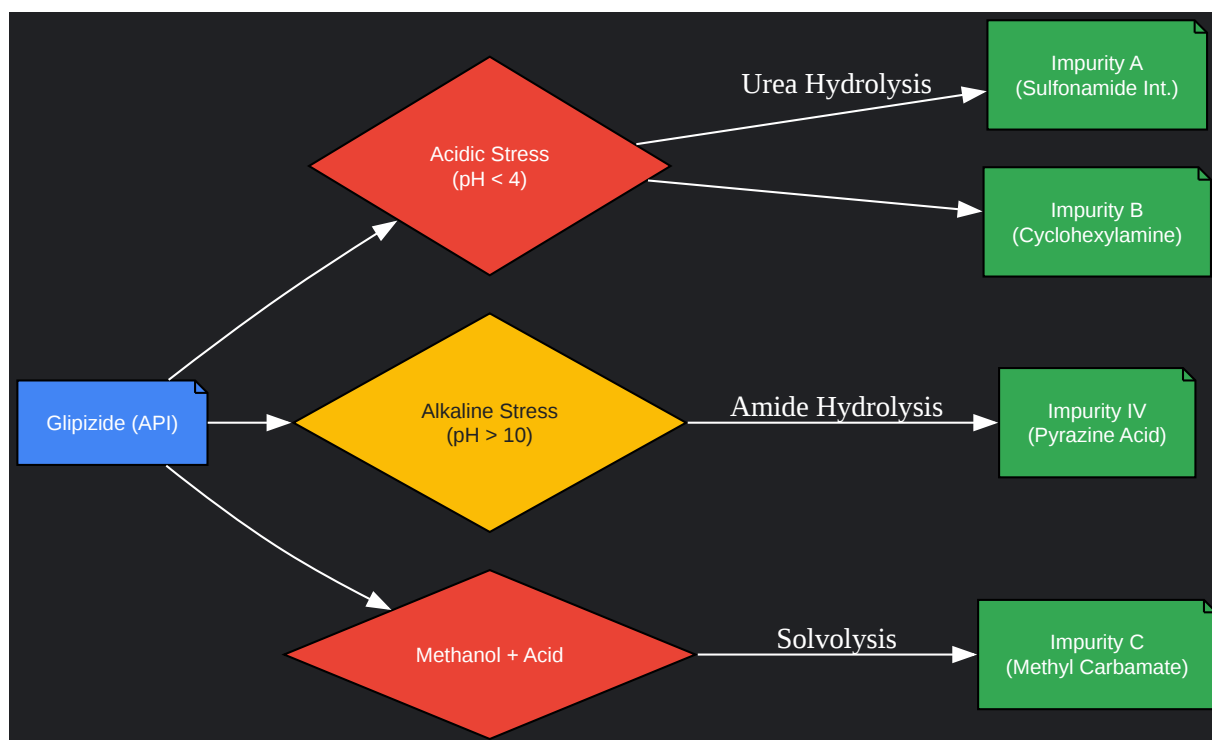 Glipizide (API)
Acidic Stress
(pH < 4)
Urea Hydrolysis
Impurity A
(Sulfonamide Int.)
Impurity B
(Cyclohexylamine)
Alkaline Stress
(pH > 10)
Amide Hydrolysis
Impurity IV
(Pyrazine Acid)
Methanol + Acid
Solvolysis
Impurity C
(Methyl Carbamate)